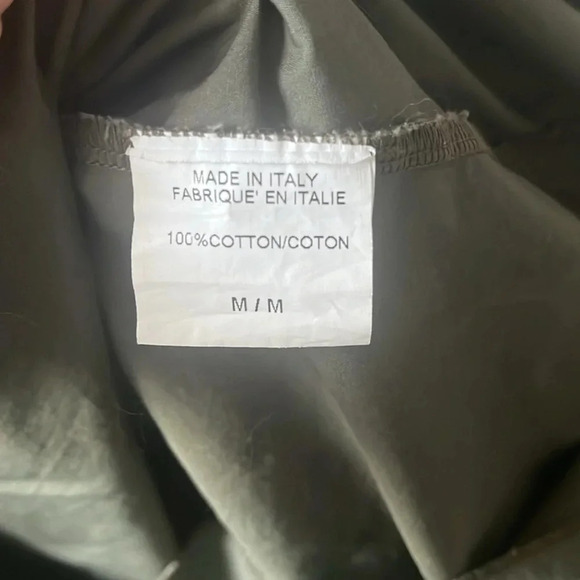 MADE IN ITALY
FABRIQUE' EN ITALIE
100%COTTON/COTON
M / M